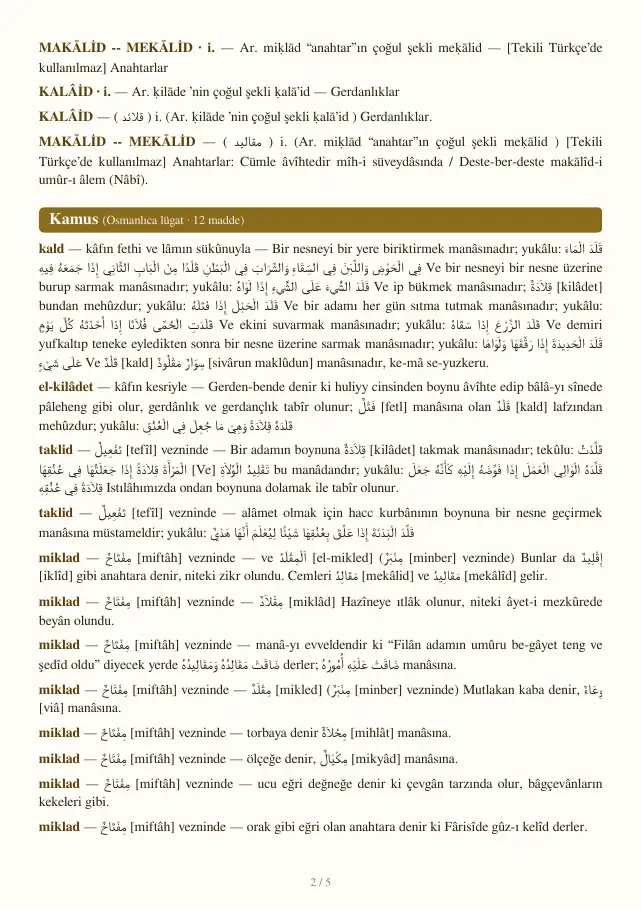 MAKĀLİD -- MEKĀLİD · i. — Ar. miḳlād “anahtar”ın çoğul şekli meḳālid — [Tekili Türkçe’de
kullanılmaz] Anahtarlar
KALÂİD · i. — Ar. ḳilāde ’nin çoğul şekli ḳalā’id — Gerdanlıklar
KALÂİD — ( قلائد ) i. (Ar. ḳilāde ’nin çoğul şekli ḳalā’id ) Gerdanlıklar.
MAKĀLİD -- MEKĀLİD — ( مقاليد ) i. (Ar. miḳlād “anahtar”ın çoğul şekli meḳālid ) [Tekili
Türkçe’de kullanılmaz] Anahtarlar: Cümle âvîhtedir mîh-i süveydâsında / Deste-ber-deste makālîd-i
umûr-ı âlem (Nâbî).
Kamus (Osmanlıca lügat · 12 madde)
kald — kâfın fethi ve lâmın sükûnuyla — Bir nesneyi bir yere biriktirmek manâsınadır; yukâlu: قَلَدَ الْمَاءَ
فِي الْحَوْضِ وَاللَّبَنَ فِي السِّقَاءِ وَالشَّرَابَ فِي الْبَطْنِ قَلْدًا مِنَ الْبَابِ الثَّانِي إِذَا جَمَعَهُ فِيهِ Ve bir nesneyi bir nesne üzerine
burup sarmak manâsınadır; yukâlu: قَلَدَ الشَّيْءَ عَلَى الشَّيْءِ إِذَا لَوَاهُ Ve ip bükmek manâsınadır; قِلَادَةٌ [kilâdet]
bundan mehûzdur; yukâlu: قَلَدَ الْحَبْلَ إِذَا فَتَلَهُ Ve bir adamı her gün sıtma tutmak manâsınadır; yukâlu:
قَلَدَتِ الْحُمَّى فُلَانًا إِذَا أَخَذَتْهُ كُلَّ يَوْمٍ Ve ekini suvarmak manâsınadır; yukâlu: قَلَدَ الزَّرْعَ إِذَا سَقَاهُ Ve demiri
yufkaltıp teneke eyledikten sonra bir nesne üzerine sarmak manâsınadır; yukâlu: قَلَدَ الْحَدِيدَةَ إِذَا رَقَّقَهَا وَلَوَاهَا
عَلَى شَيْءٍ Ve قَلْدٌ [kald] سِوَارٌ مَقْلُودٌ [sivârun maklûdun] manâsınadır, ke-mâ se-yuzkeru.
el-kilâdet — kâfın kesriyle — Gerden-bende denir ki huliyy cinsinden boynu âvîhte edip bâlâ-yı sînede
pâleheng gibi olur, gerdânlık ve gerdançlık tabîr olunur; فَتْلٌ [fetl] manâsına olan قَلْدٌ [kald] lafzından
mehûzdur; yukâlu: قَلَدَهُ قِلَادَةً وَهِيَ مَا جُعِلَ فِي الْعُنُقِ
taklid — تَفْعِيلٌ [tefîl] vezninde — Bir adamın boynuna قِلَادَةٌ [kilâdet] takmak manâsınadır; tekûlu: قَلَّدْتُ
الْمَرْأَةَ قِلَادَةً إِذَا جَعَلْتَهَا فِي عُنُقِهَا [Ve] تَقْلِيدُ الْوُلَاةِ bu manâdandır; yukâlu: قَلَّدَهُ الْوَالِي الْعَمَلَ إِذَا فَوَّضَهُ إِلَيْهِ كَأَنَّهُ جَعَلَ
قِلَادَةً فِي عُنُقِهِ Istılâhımızda ondan boynuna dolamak ile tabîr olunur.
taklid — تَفْعِيلٌ [tefîl] vezninde — alâmet olmak için hacc kurbânının boynuna bir nesne geçirmek
manâsına müstameldir; yukâlu: قَلَّدَ الْبَدَنَةَ إِذَا عَلَّقَ بِعُنُقِهَا شَيْئًا لِيُعْلَمَ أَنَّهَا هَدْيٌ
miklad — مِفْتَاحٌ [miftâh] vezninde — ve اَلْمِقْلَدُ [el-mikled] (مِنْبَرٌ [minber] vezninde) Bunlar da إِقْلِيدٌ
[iklîd] gibi anahtara denir, niteki zikr olundu. Cemleri مَقَالِدُ [mekâlid] ve مَقَالِيدُ [mekâlîd] gelir.
miklad — مِفْتَاحٌ [miftâh] vezninde — مِقْلَادٌ [miklâd] Hazîneye ıtlâk olunur, niteki âyet-i mezkûrede
beyân olundu.
miklad — مِفْتَاحٌ [miftâh] vezninde — manâ-yı evveldendir ki “Filân adamın umûru be-gâyet teng ve
şedîd oldu” diyecek yerde ضَاقَتْ مَقَالِدُهُ وَمَقَالِيدُهُ derler; ضَاقَتْ عَلَيْهِ أُمُورُهُ manâsına.
miklad — مِفْتَاحٌ [miftâh] vezninde — مِقْلَدٌ [mikled] (مِنْبَرٌ [minber] vezninde) Mutlakan kaba denir, وِعَاءٌ
[viâ] manâsına.
miklad — مِفْتَاحٌ [miftâh] vezninde — torbaya denir مِخْلَاةٌ [mihlât] manâsına.
miklad — مِفْتَاحٌ [miftâh] vezninde — ölçeğe denir, مِكْيَالٌ [mikyâd] manâsına.
miklad — مِفْتَاحٌ [miftâh] vezninde — ucu eğri değneğe denir ki çevgân tarzında olur, bâgçevânların
kekeleri gibi.
miklad — مِفْتَاحٌ [miftâh] vezninde — orak gibi eğri olan anahtara denir ki Fârisîde gûz-ı kelîd derler.
2 / 5